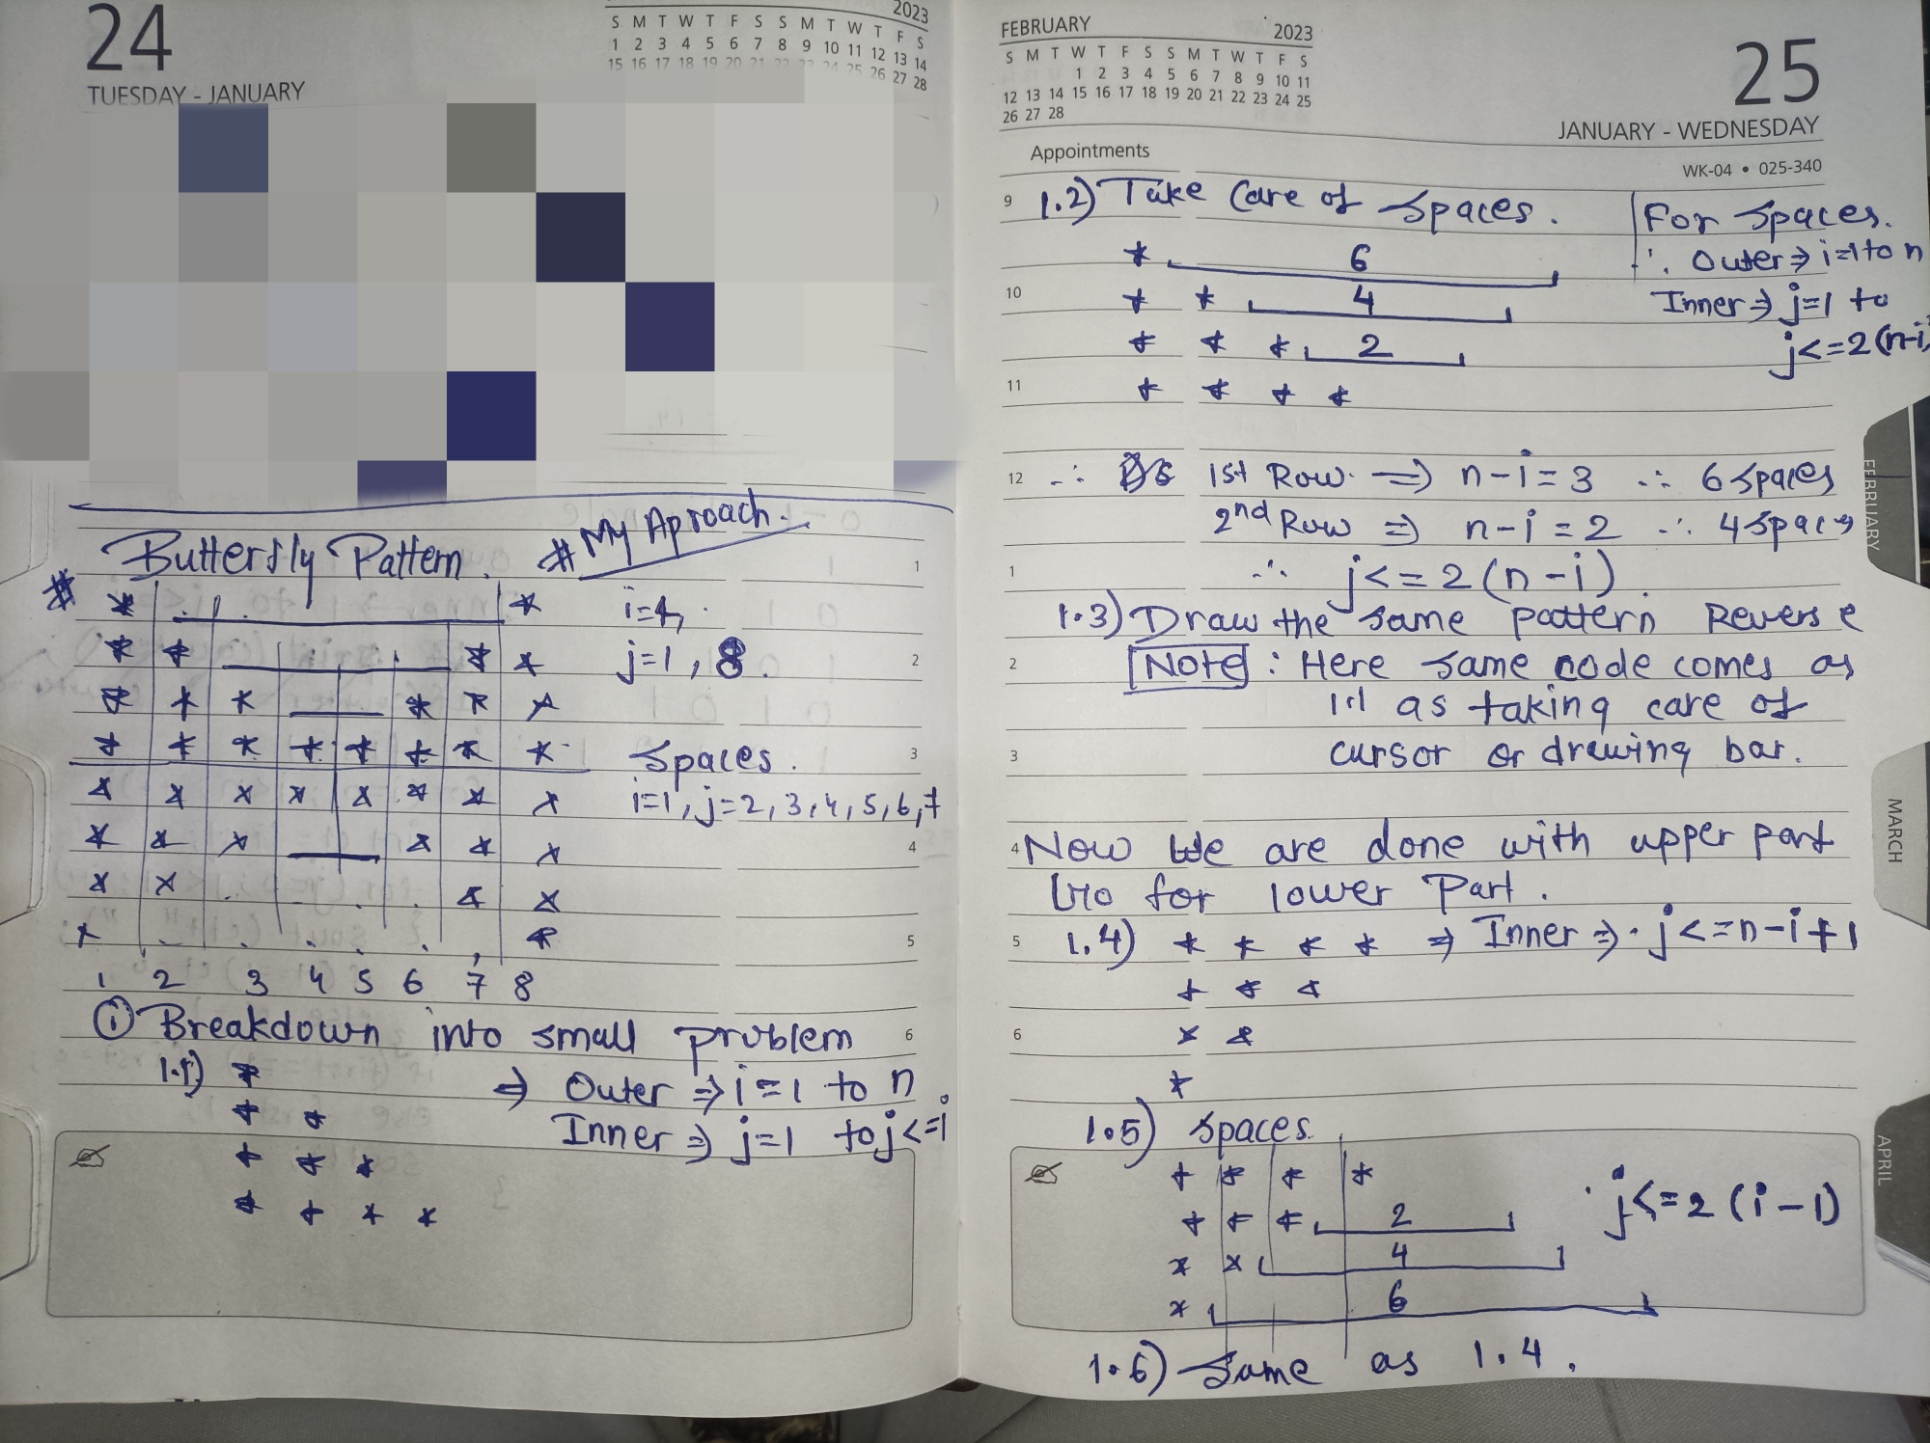 24
TUESDAY - JANUARY
2023
S M T W T F S S M T W T F S
1 2 3 4 5 6 7 8 9 10 11 12 13 14
15 16 17 18 19 20 21 22 23 24 25 26 27 28
Butterfly Pattern.
# My Aproach.
#
* *
* * * *
* * * * * *
* * * * * * * *
* * * * * * * *
* * * * * *
* * * *
* *
1 2 3 4 5 6 7 8
j=1, 8.
Spaces.
i=1, j=2,3,4,5,6,7
1
2
3
4
5
6
① Breakdown into small problem
1.1) *
* *
* * *
* * * *
⇒ Outer ⇒ i=1 to n
Inner ⇒ j=1 to j<=i
FEBRUARY 2023
S M T W T F S S M T W T F S
1 2 3 4 5 6 7 8 9 10 11
12 13 14 15 16 17 18 19 20 21 22 23 24 25
26 27 28
25
JANUARY - WEDNESDAY
WK-04 • 025-340
Appointments
9
1.2) Take Care of Spaces.
* 6
10
* * 4
* * * 2
11
* * * *
For Spaces.
∴ Outer ⇒ i=1 to n
Inner ⇒ j=1 to
j<=2(n-i)
12
∴ 1st Row. ⇒ n-i=3 ∴ 6 spaces
2nd Row ⇒ n-i=2 ∴ 4 spaces
1
∴ j<=2(n-i).
1.3) Draw the same pattern Reverse
2
Note : Here same code comes as
as taking care of
3
cursor or drawing bar.
4
Now We are done with upper part
Go for lower Part.
5
1.4) * * * * ⇒ Inner ⇒ j<=n-i+1
* * *
6
* *
*
1.5) Spaces
* * * *
* * * 2
* * 4
* 6
j<=2(i-1)
1.6) Same as 1.4.
FEBRUARY
MARCH
APRIL